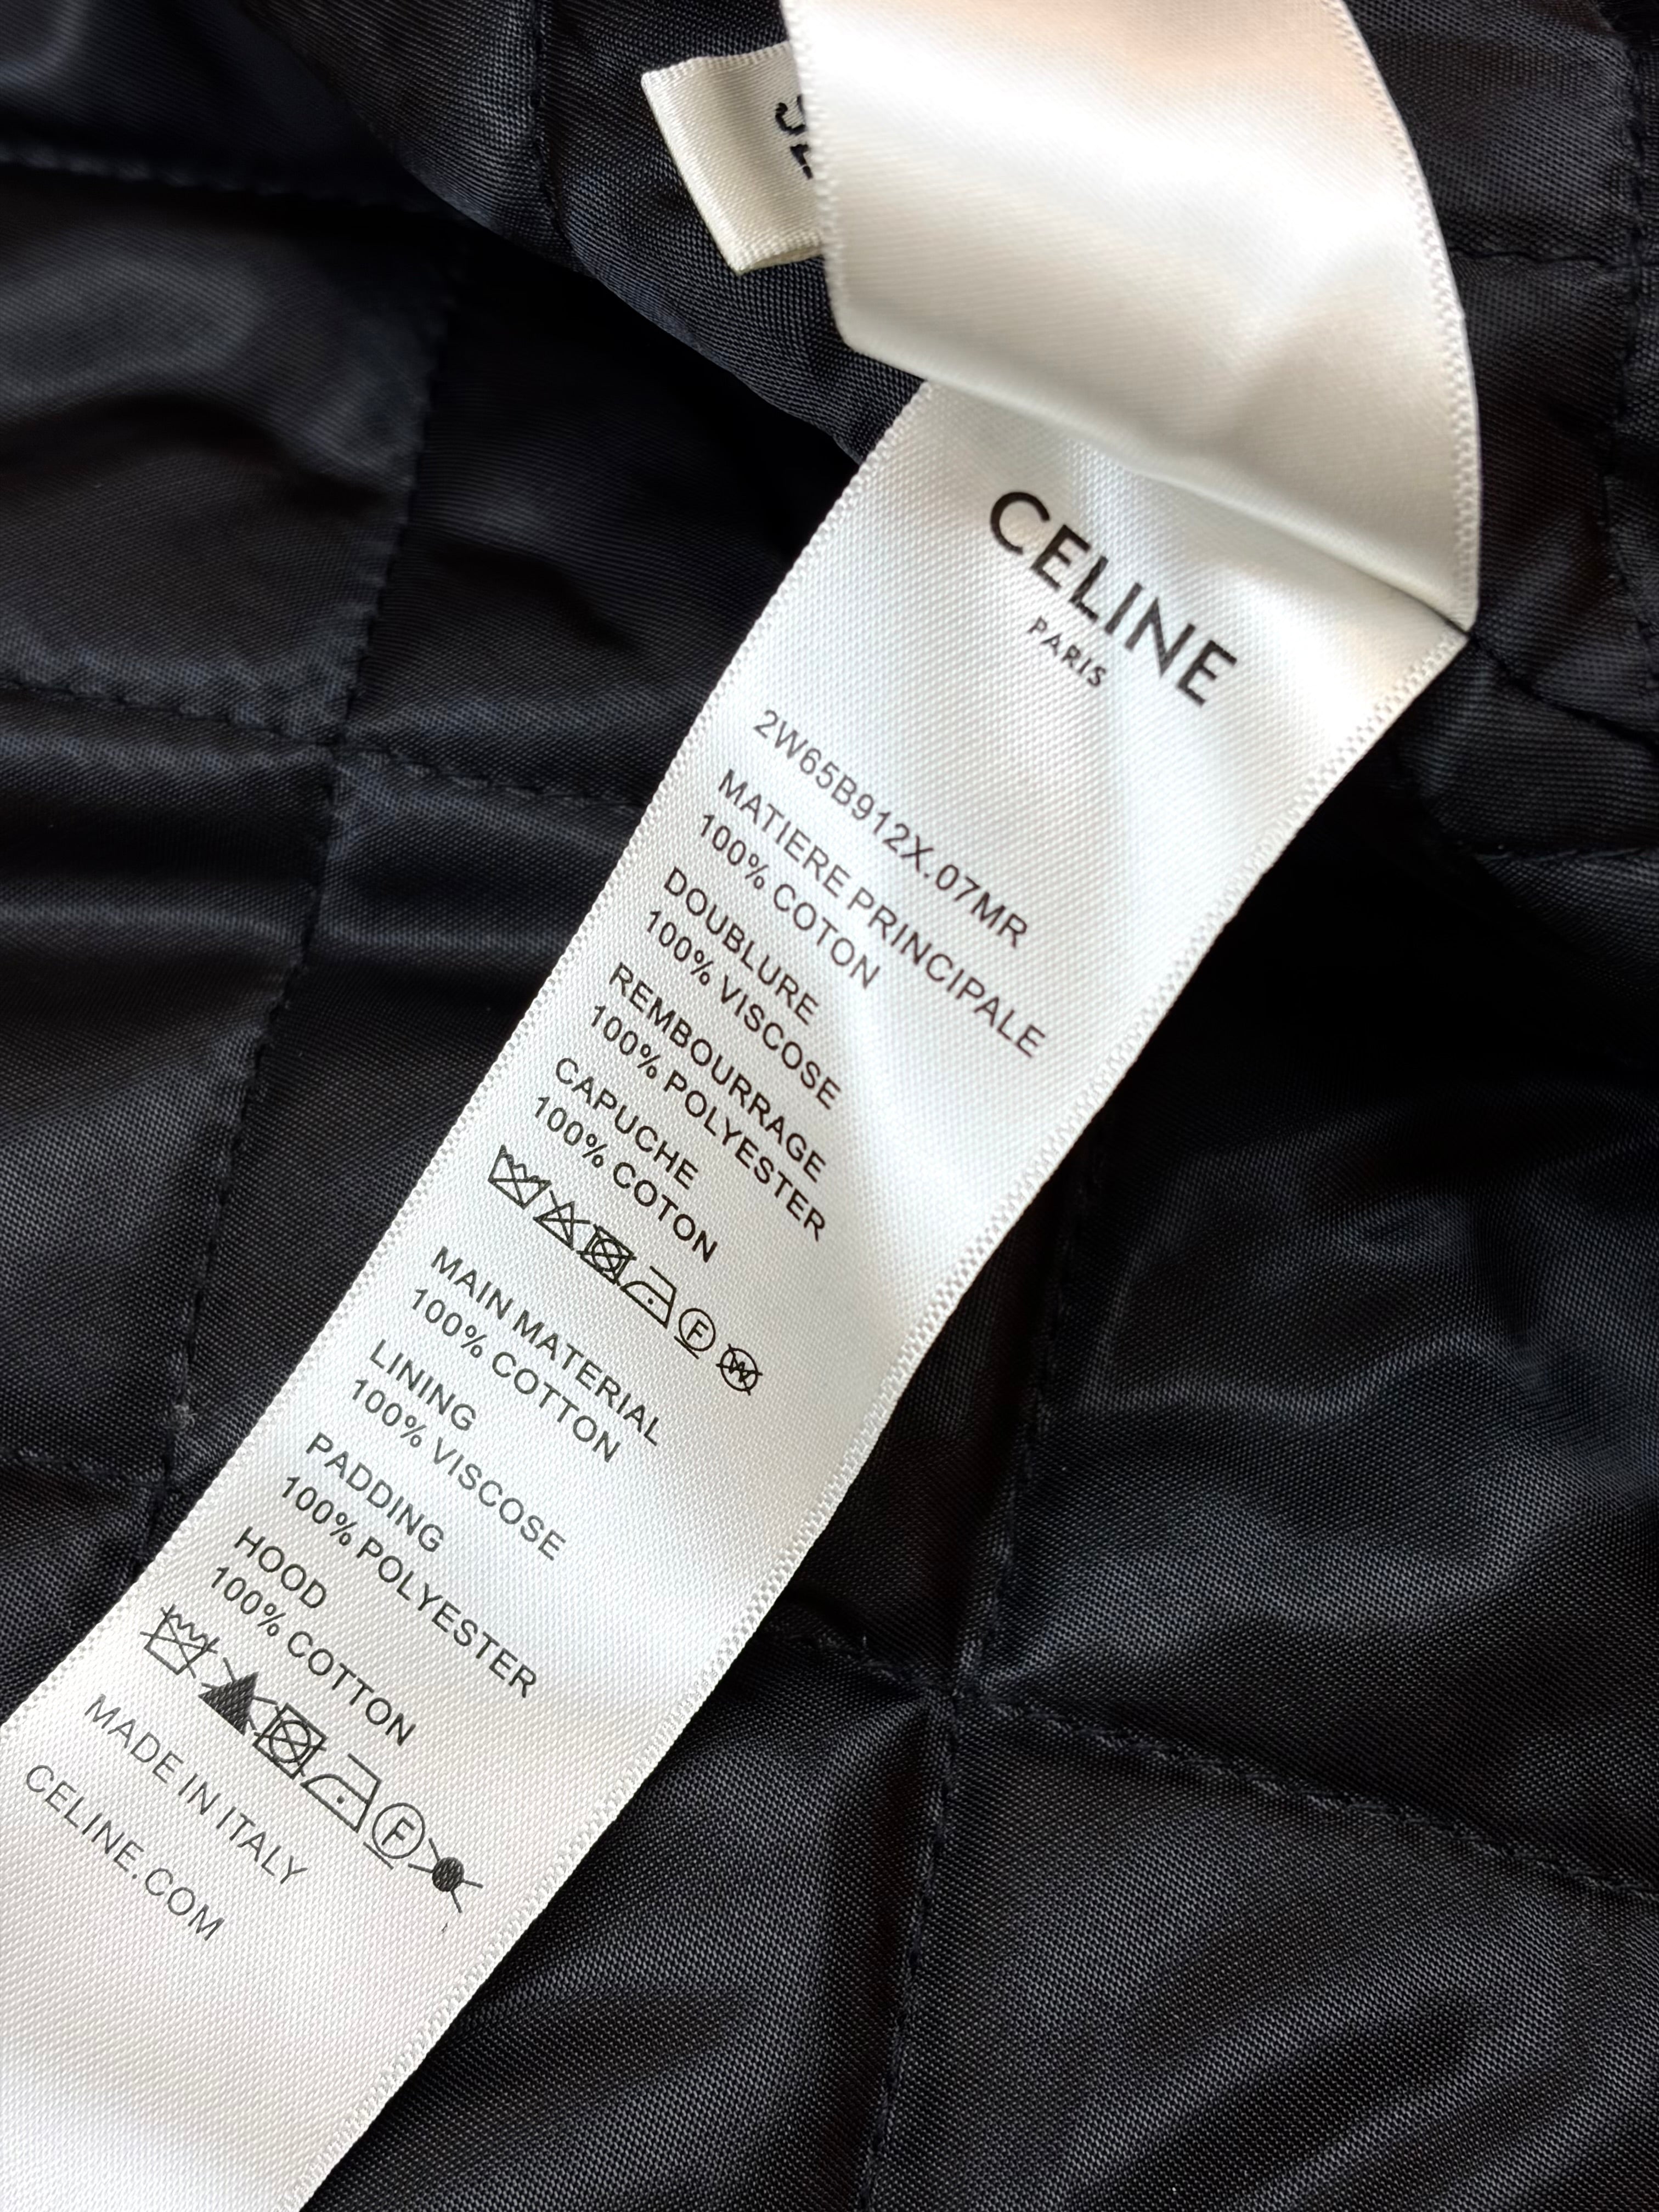 CELINE
PARIS
2W65B912X.07MR
MATIERE PRINCIPALE
100% COTON
DOUBLURE
100% VISCOSE
REMBOURRAGE
100% POLYESTER
CAPUCHE
100% COTON
F W
MAIN MATERIAL
100% COTTON
LINING
100% VISCOSE
PADDING
100% POLYESTER
HOOD
100% COTTON
F
MADE IN ITALY
CELINE.COM